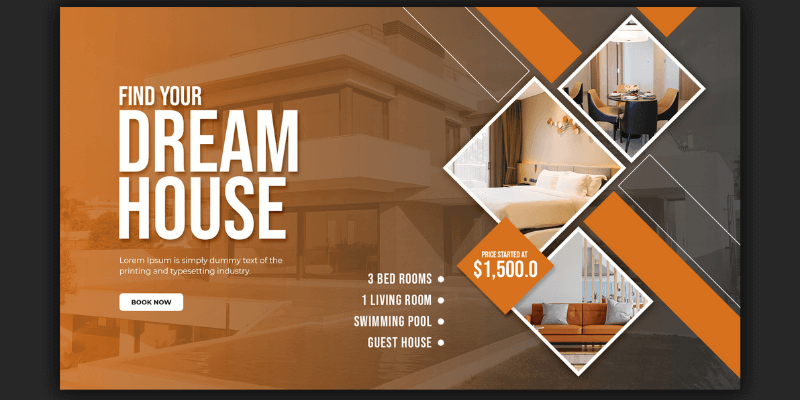 FIND YOUR
DREAM
HOUSE
Lorem Ipsum is simply dummy text of the
printing and typesetting industry.
BOOK NOW
3 BED ROOMS
1 LIVING ROOM
SWIMMING POOL
GUEST HOUSE
PRICE STARTED AT
$1,500.0